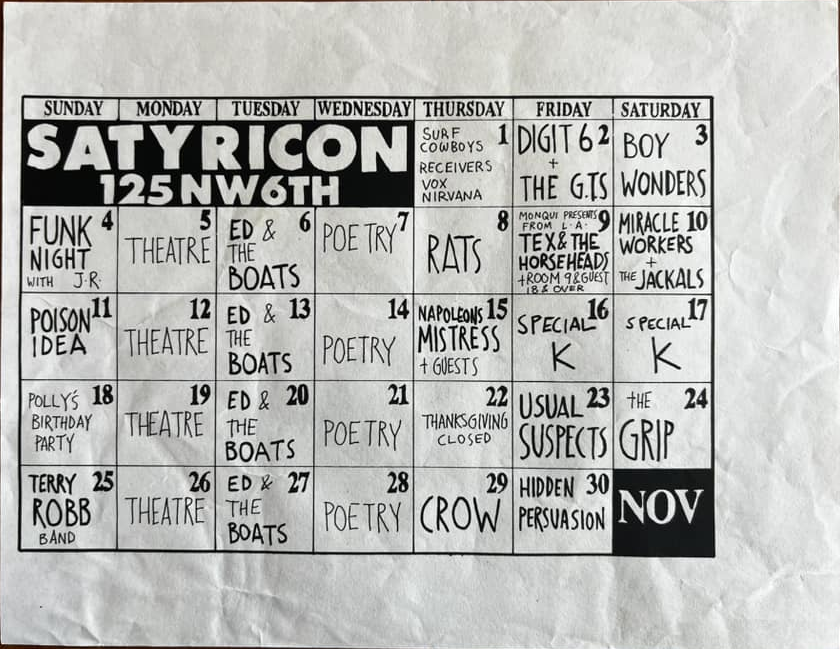 SUNDAY MONDAY TUESDAY WEDNESDAY THURSDAY FRIDAY SATURDAY
SATYRICON
125 NW 6TH
1
SURF
COWBOYS
RECEIVERS
VOX
NIRVANA
2
DIGIT 6
+
THE G.I.S
3
BOY
WONDERS
4
FUNK
NIGHT
WITH J.R.
5
THEATRE
6
ED &
THE
BOATS
7
POETRY
8
RATS
9
MONQUI PRESENTS
FROM L.A.
TEX & THE
HORSEHEADS
+ ROOM 9 & GUEST
18 & OVER
10
MIRACLE
WORKERS
+
THE JACKALS
11
POISON
IDEA
12
THEATRE
13
ED &
THE
BOATS
14
POETRY
15
NAPOLEONS
MISTRESS
+ GUESTS
16
SPECIAL
K
17
SPECIAL
K
18
POLLY'S
BIRTHDAY
PARTY
19
THEATRE
20
ED &
THE
BOATS
21
POETRY
22
THANKSGIVING
CLOSED
23
USUAL
SUSPECTS
24
THE
GRIP
25
TERRY
ROBB
BAND
26
THEATRE
27
ED &
THE
BOATS
28
POETRY
29
CROW
30
HIDDEN
PERSUASION
NOV